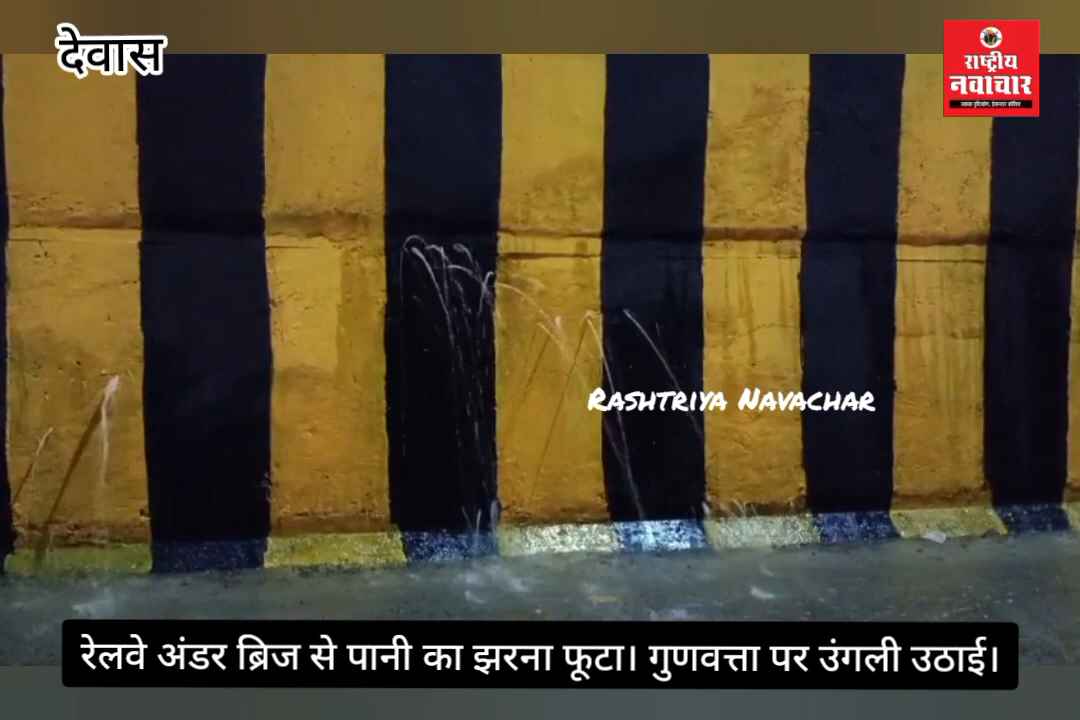 देवास
राष्ट्रीय
नवाचार
Rashtriya Navachar
रेलवे अंडर ब्रिज से पानी का झरना फूटा। गुणवत्ता पर उंगली उठाई।